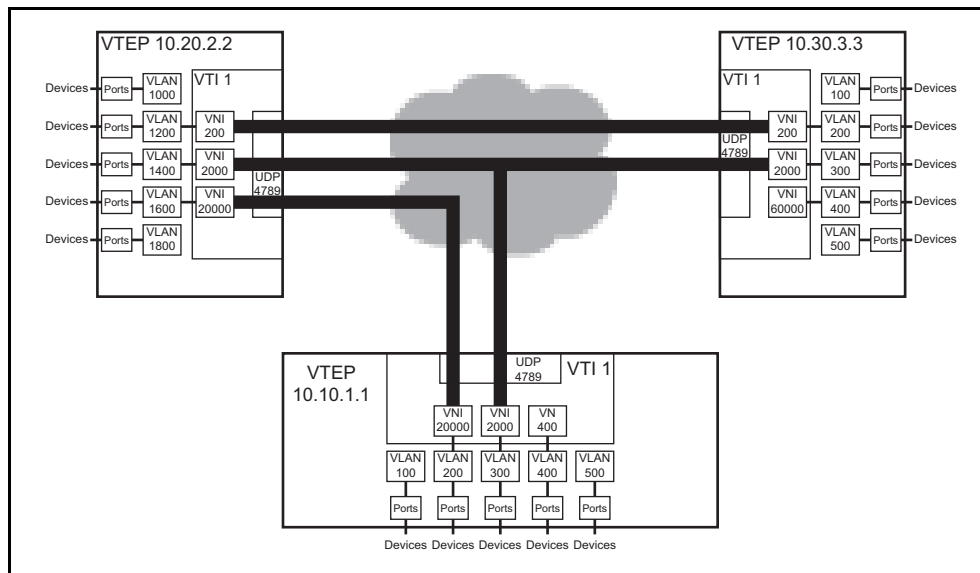 VTEP 10.20.2.2
VTI 1
Devices
Ports
VLAN
1000
Devices
Ports
VLAN
1200
VNI
200
Devices
Ports
VLAN
1400
VNI
2000
UDP
4789
Devices
Ports
VLAN
1600
VNI
20000
Devices
Ports
VLAN
1800
VTEP 10.30.3.3
VTI 1
VLAN
100
Ports
Devices
UDP
4789
VNI
200
VLAN
200
Ports
Devices
VNI
2000
VLAN
300
Ports
Devices
VNI
60000
VLAN
400
Ports
Devices
VLAN
500
Ports
Devices
VTEP
10.10.1.1
UDP
4789
VTI 1
VNI
20000
VNI
2000
VN
400
VLAN
100
VLAN
200
VLAN
300
VLAN
400
VLAN
500
Ports
Ports
Ports
Ports
Ports
Devices Devices Devices Devices Devices